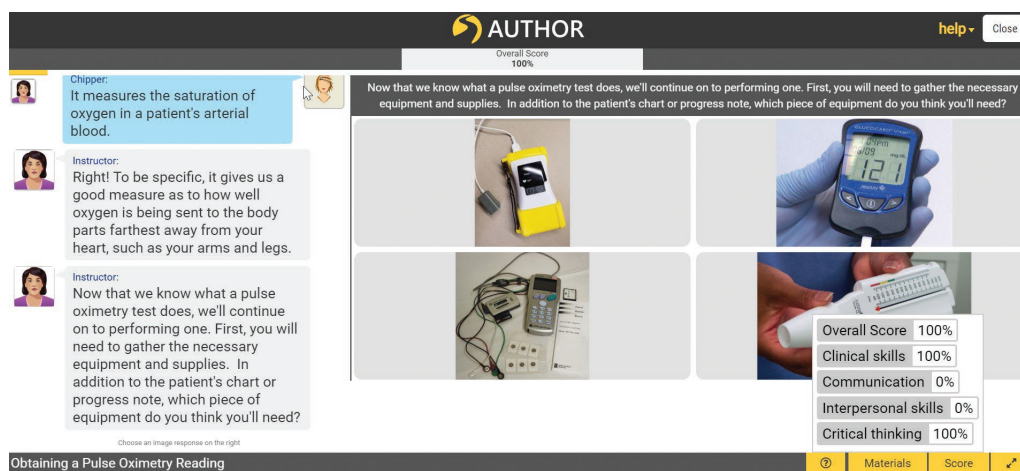 AUTHOR
help
Close
Overall Score
100%
Chipper:
It measures the saturation of
oxygen in a patient's arterial
blood.
Instructor:
Right! To be specific, it gives us a
good measure as to how well
oxygen is being sent to the body
parts farthest away from your
heart, such as your arms and legs.
Instructor:
Now that we know what a pulse
oximetry test does, we'll continue
on to performing one. First, you will
need to gather the necessary
equipment and supplies. In
addition to the patient's chart or
progress note, which piece of
equipment do you think you'll need?
Choose an image response on the right
Now that we know what a pulse oximetry test does, we'll continue on to performing one. First, you will need to gather the necessary
equipment and supplies. In addition to the patient's chart or progress note, which piece of equipment do you think you'll need?
121
Overall Score 100%
Clinical skills 100%
Communication 0%
Interpersonal skills 0%
Critical thinking 100%
Obtaining a Pulse Oximetry Reading
Materials
Score